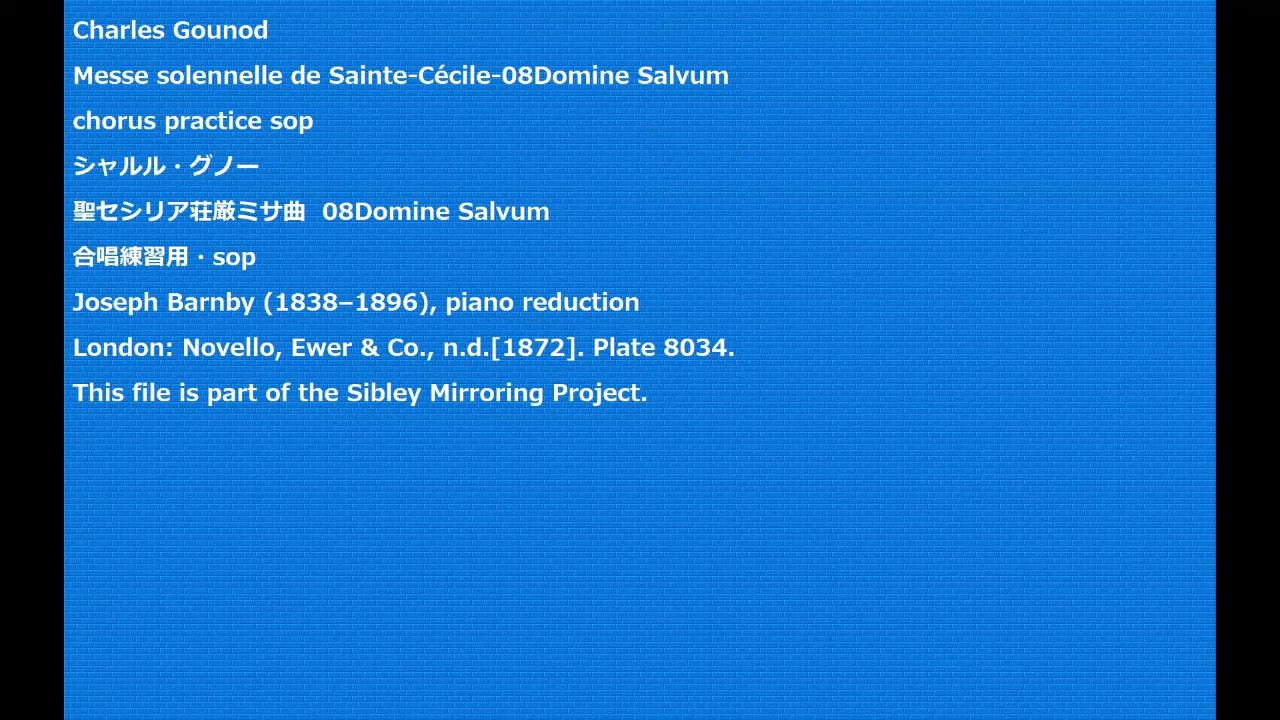 Charles Gounod
Messe solennelle de Sainte-Cécile-08Domine Salvum
chorus practice sop
シャルル・グノー
聖セシリア荘厳ミサ曲  08Domine Salvum
合唱練習用・sop
Joseph Barnby (1838–1896), piano reduction
London: Novello, Ewer & Co., n.d.[1872]. Plate 8034.
This file is part of the Sibley Mirroring Project.